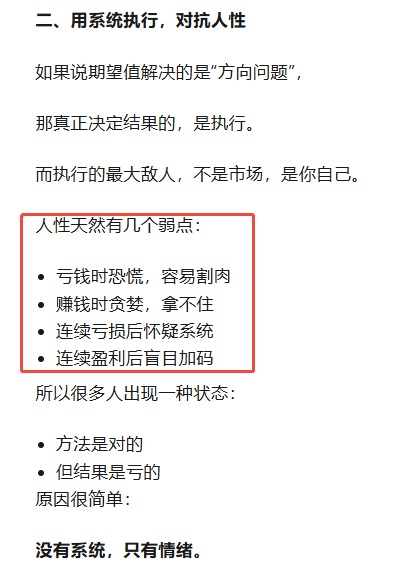 二、用系统执行，对抗人性
如果说期望值解决的是“方向问题”，
那真正决定结果的，是执行。
而执行的最大敌人，不是市场，是你自己。
人性天然有几个弱点：
• 亏钱时恐慌，容易割肉
• 赚钱时贪婪，拿不住
• 连续亏损后怀疑系统
• 连续盈利后盲目加码
所以很多人出现一种状态：
• 方法是对的
• 但结果是亏的
原因很简单：
没有系统，只有情绪。